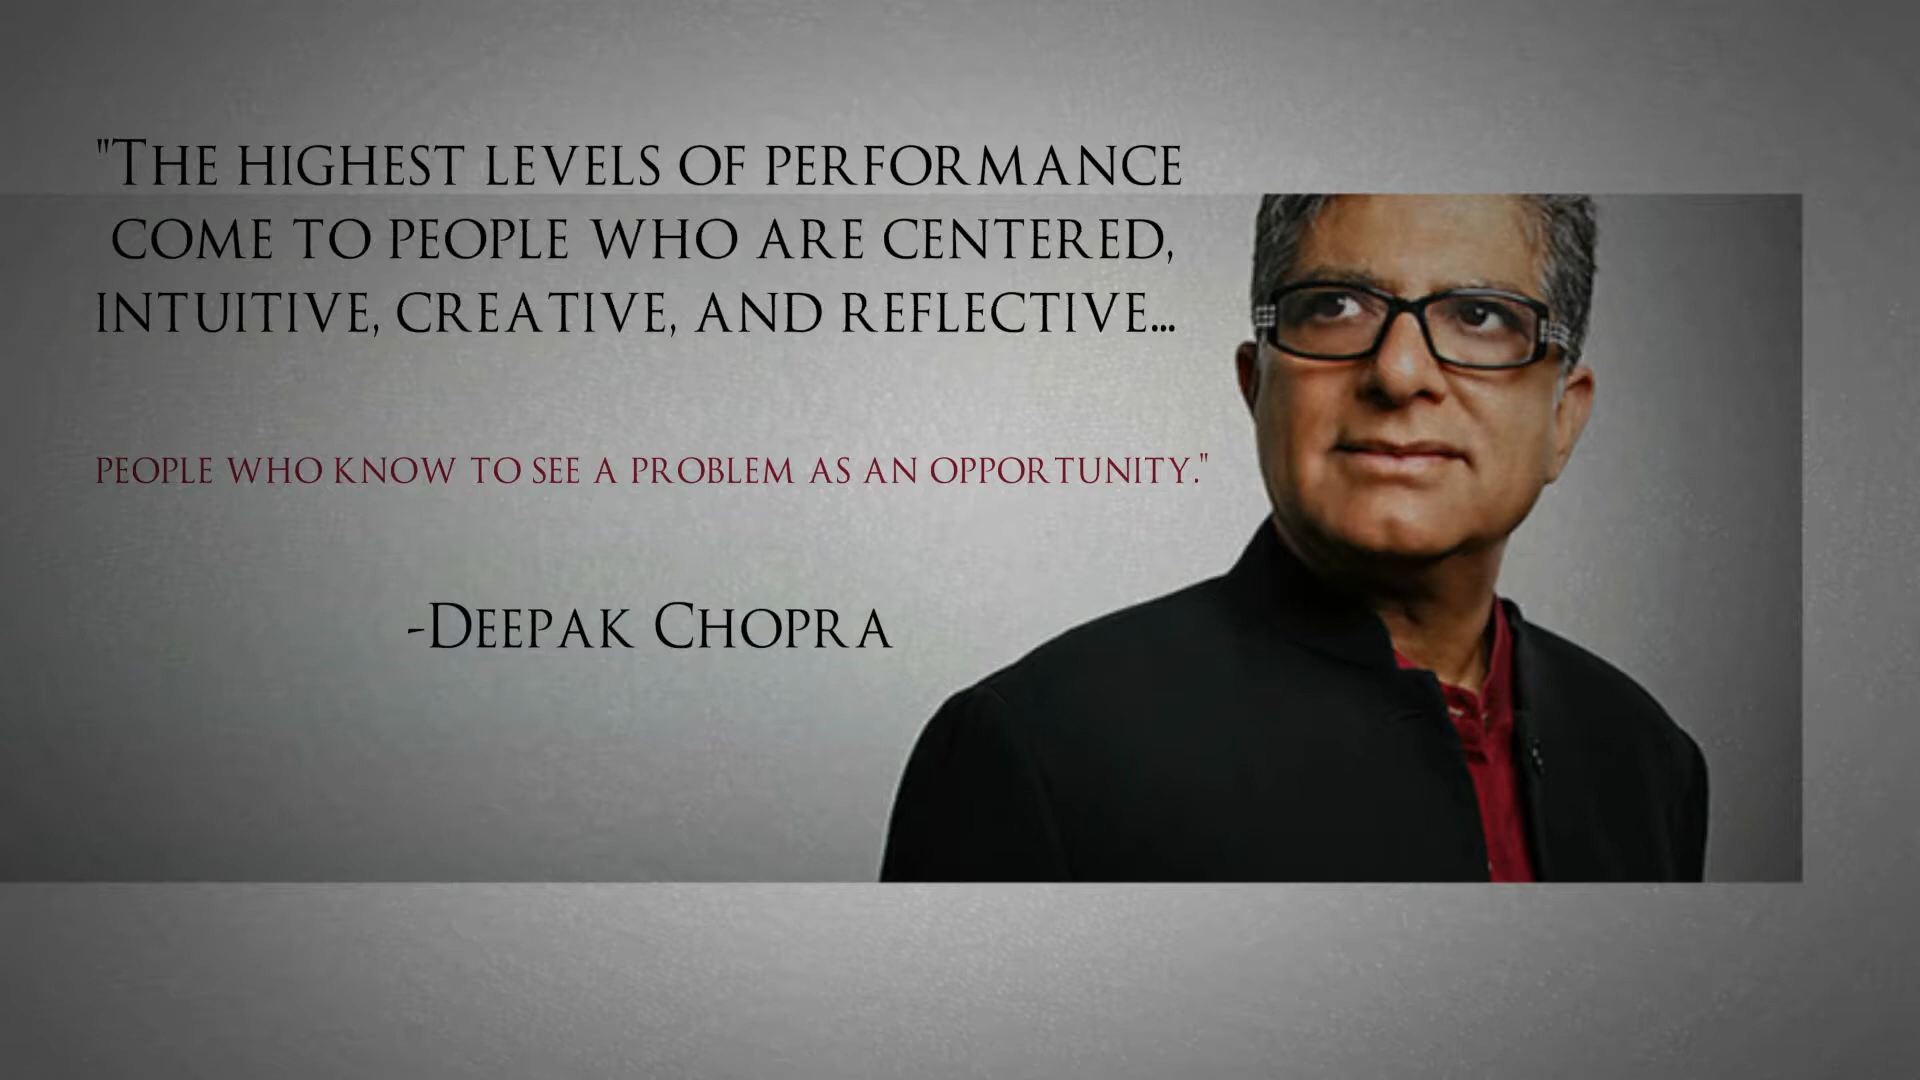 "The highest levels of performance
come to people who are centered,
intuitive, creative, and reflective...
people who know to see a problem as an opportunity."
-Deepak Chopra